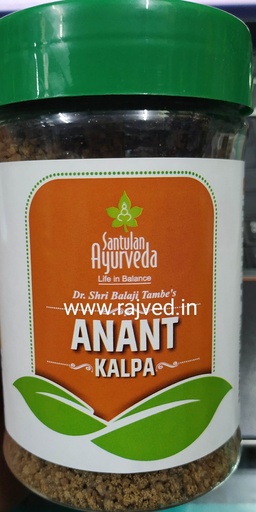 Santulan
Ayurveda
Life in Balance
Dr. Shri Balaji Tambe's
www.rajved.in
ANANT
KALPA